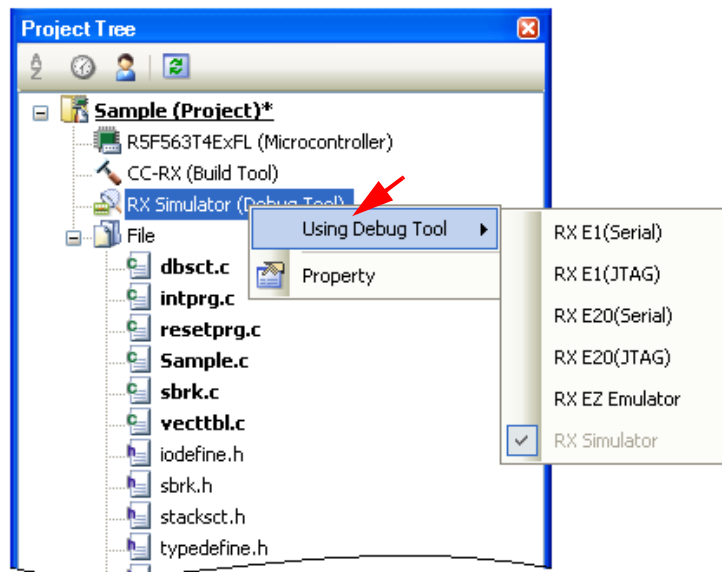 Project Tree
Sample (Project)*
R5F563T4ExFL (Microcontroller)
CC-RX (Build Tool)
RX Simulator (Debug Tool)
File
dbsct.c
intprg.c
resetprg.c
Sample.c
sbrk.c
vecttbl.c
iodefine.h
sbrk.h
stacksct.h
typedefine.h
Using Debug Tool
Property
RX E1(Serial)
RX E1(JTAG)
RX E20(Serial)
RX E20(JTAG)
RX EZ Emulator
RX Simulator